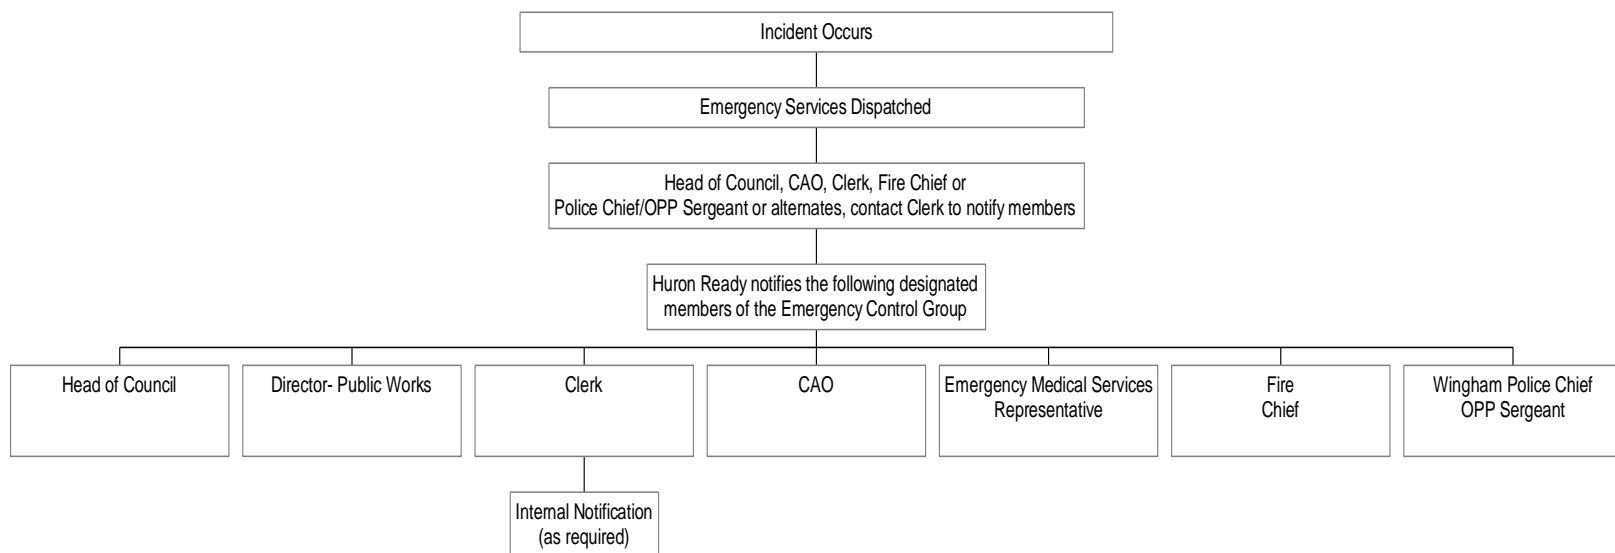 Incident Occurs
Emergency Services Dispatched
Head of Council, CAO, Clerk, Fire Chief or
Police Chief/OPP Sergeant or alternates, contact Clerk to notify members
Huron Ready notifies the following designated
members of the Emergency Control Group
Head of Council
Director- Public Works
Clerk
CAO
Emergency Medical Services
Representative
Fire
Chief
Wingham Police Chief
OPP Sergeant
Internal Notification
(as required)